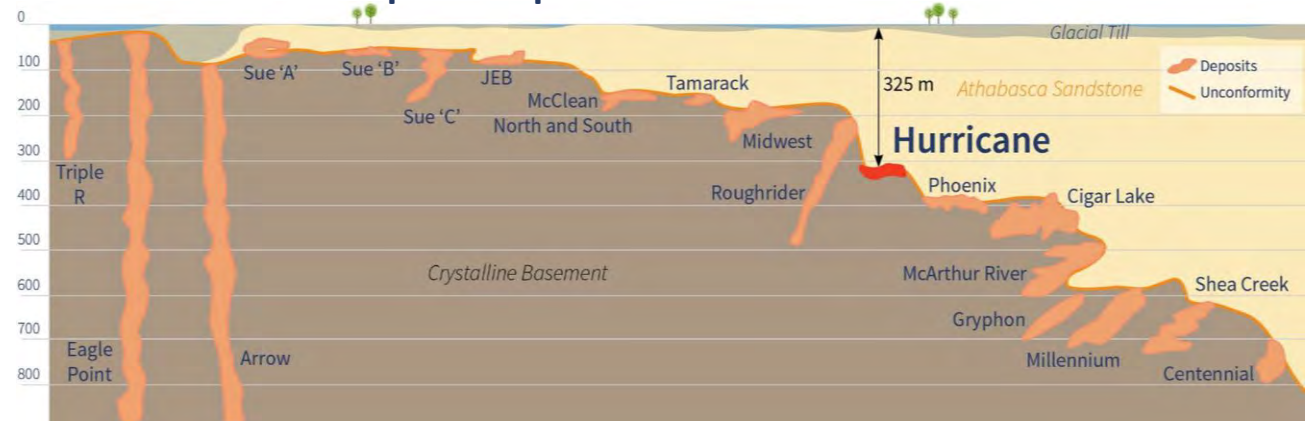 0
100
200
300
400
500
600
700
800
Glacial Till
Deposits
Unconformity
Athabasca Sandstone
325 m
Sue 'A'
Sue 'B'
JEB
Sue 'C'
McClean
North and South
Tamarack
Midwest
Hurricane
Triple
R
Roughrider
Phoenix
Cigar Lake
Crystalline Basement
McArthur River
Shea Creek
Gryphon
Eagle
Point
Arrow
Millennium
Centennial